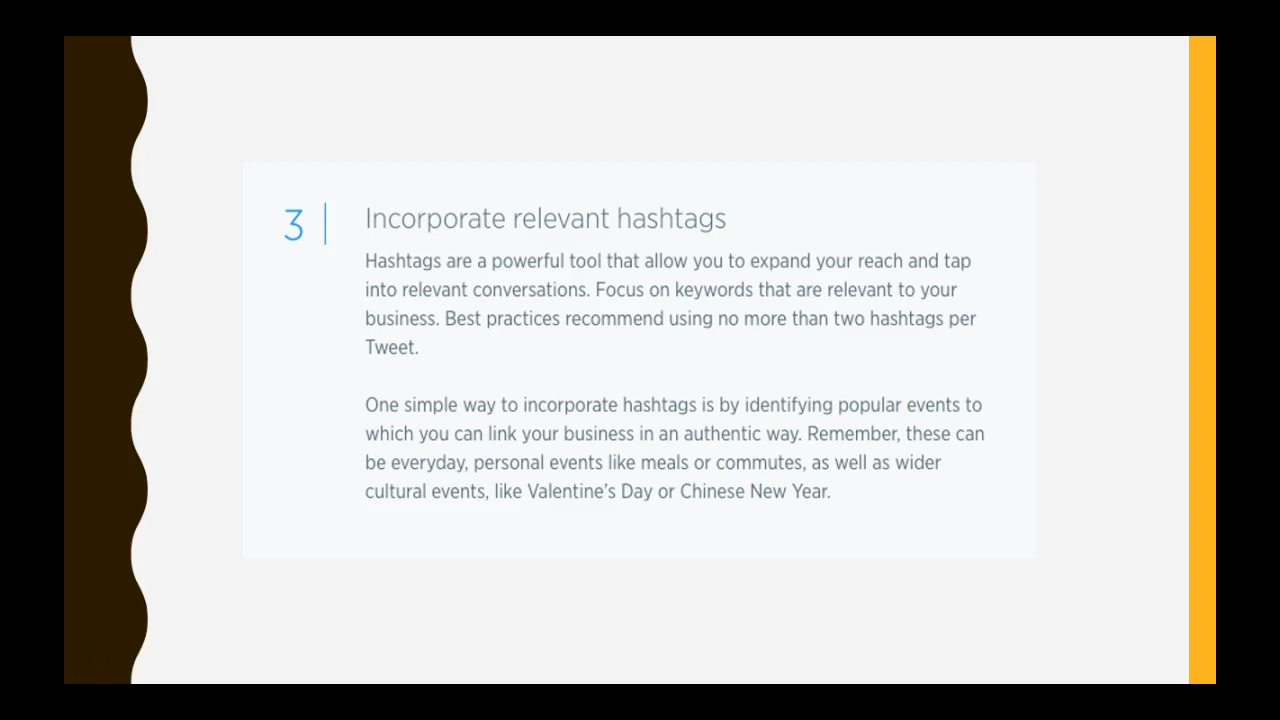 3
Incorporate relevant hashtags
Hashtags are a powerful tool that allow you to expand your reach and tap
into relevant conversations. Focus on keywords that are relevant to your
business. Best practices recommend using no more than two hashtags per
Tweet.
One simple way to incorporate hashtags is by identifying popular events to
which you can link your business in an authentic way. Remember, these can
be everyday, personal events like meals or commutes, as well as wider
cultural events, like Valentine’s Day or Chinese New Year.